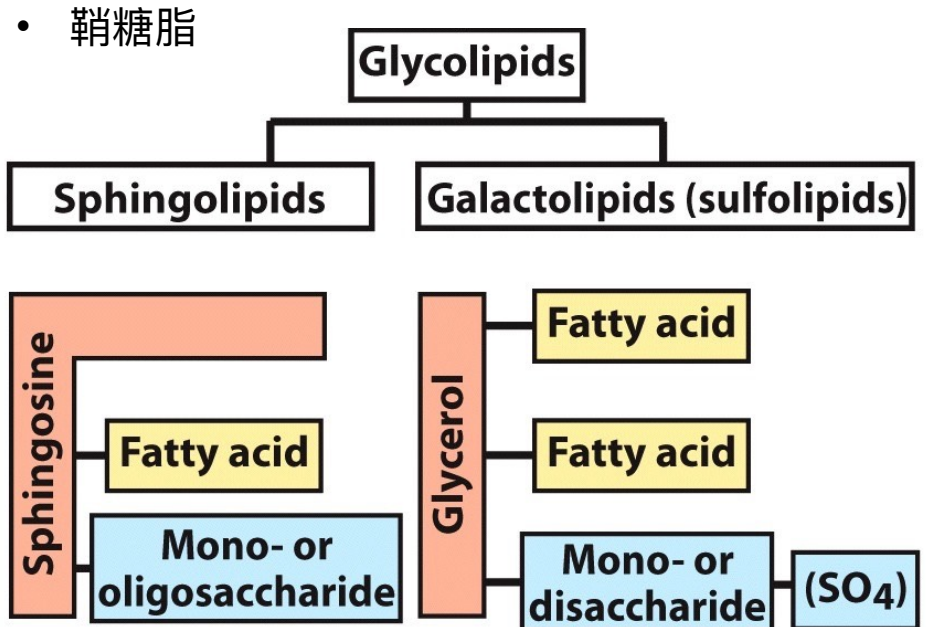 • 鞘糖脂
Glycolipids
Sphingolipids
Galactolipids (sulfolipids)
Sphingosine
Fatty acid
Mono- or
oligosaccharide
Glycerol
Fatty acid
Fatty acid
Mono- or
disaccharide
(SO4)